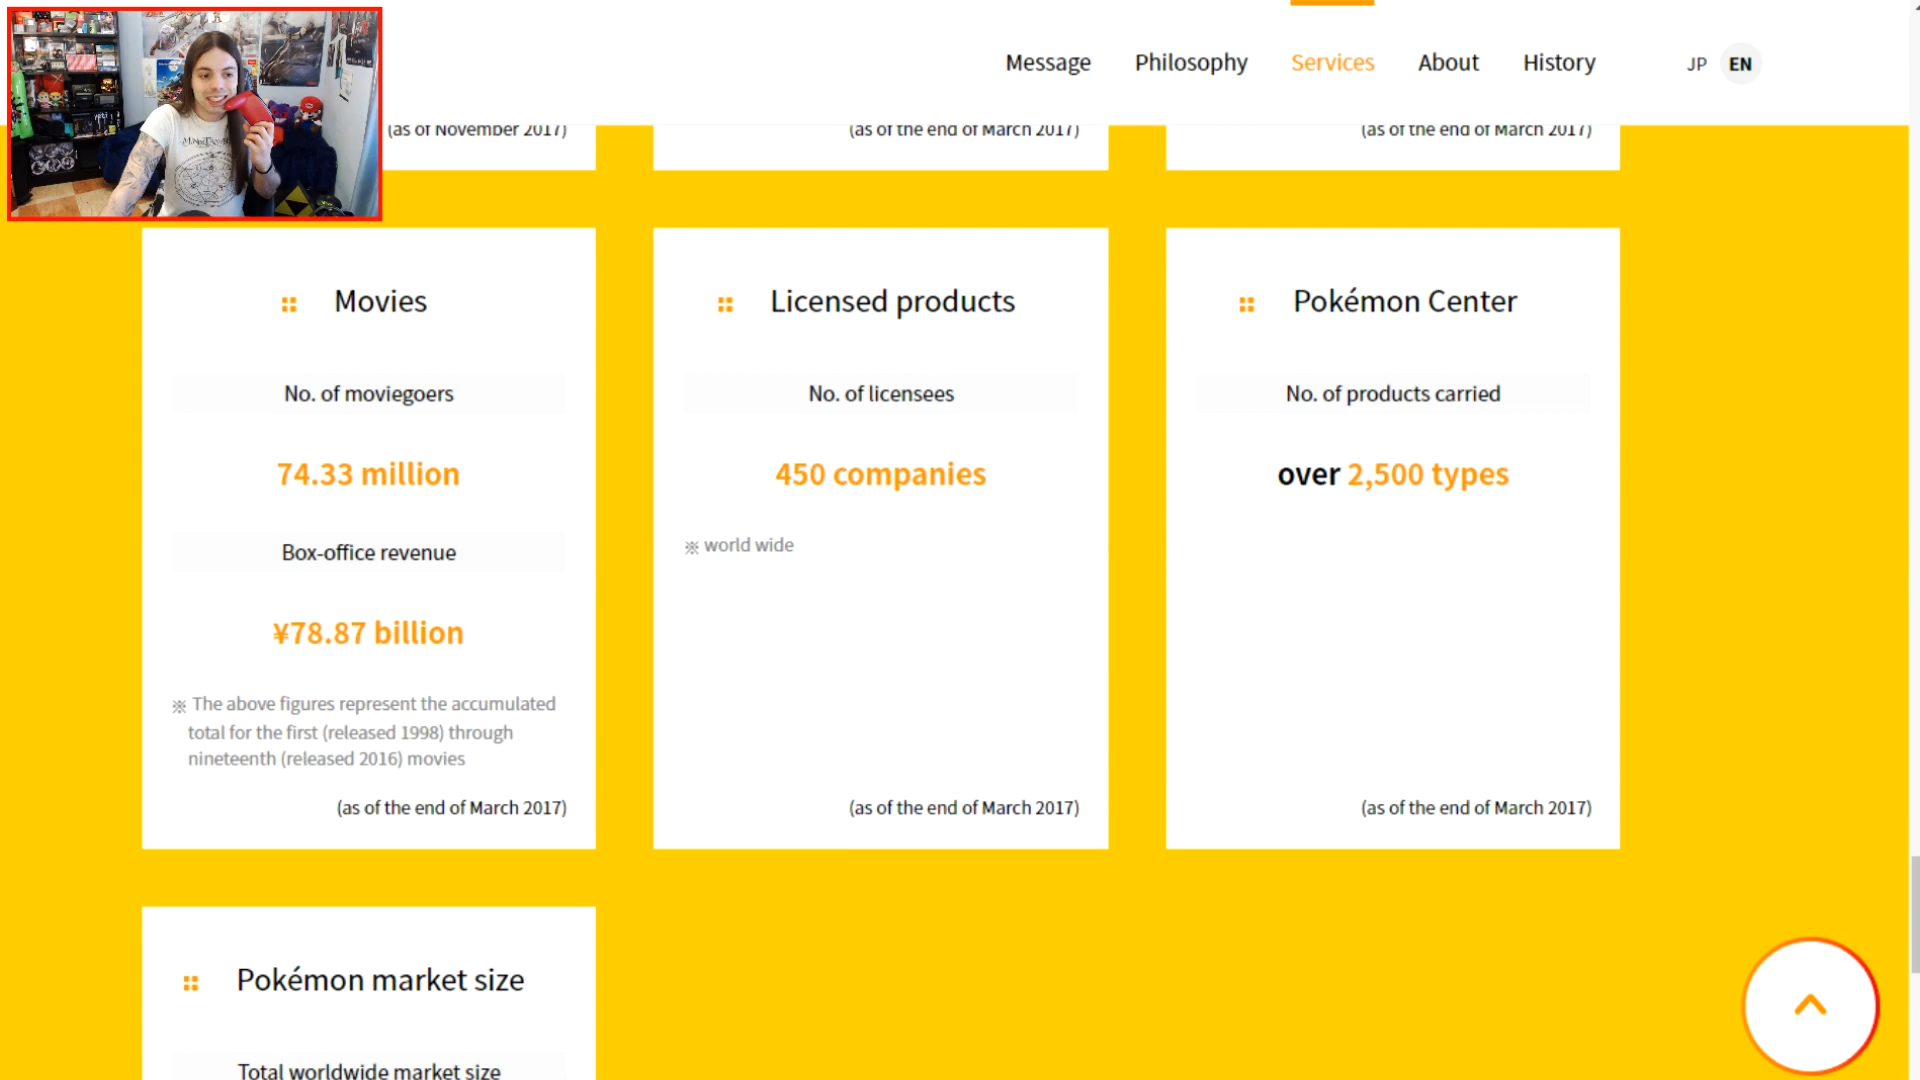 Message Philosophy Services About History JP EN
(as of November 2017)
(as of the end of March 2017)
(as of the end of March 2017)
Movies
No. of moviegoers
74.33 million
Box-office revenue
¥78.87 billion
※ The above figures represent the accumulated
total for the first (released 1998) through
nineteenth (released 2016) movies
(as of the end of March 2017)
Licensed products
No. of licensees
450 companies
※ world wide
(as of the end of March 2017)
Pokémon Center
No. of products carried
over 2,500 types
(as of the end of March 2017)
Pokémon market size
Total worldwide market size